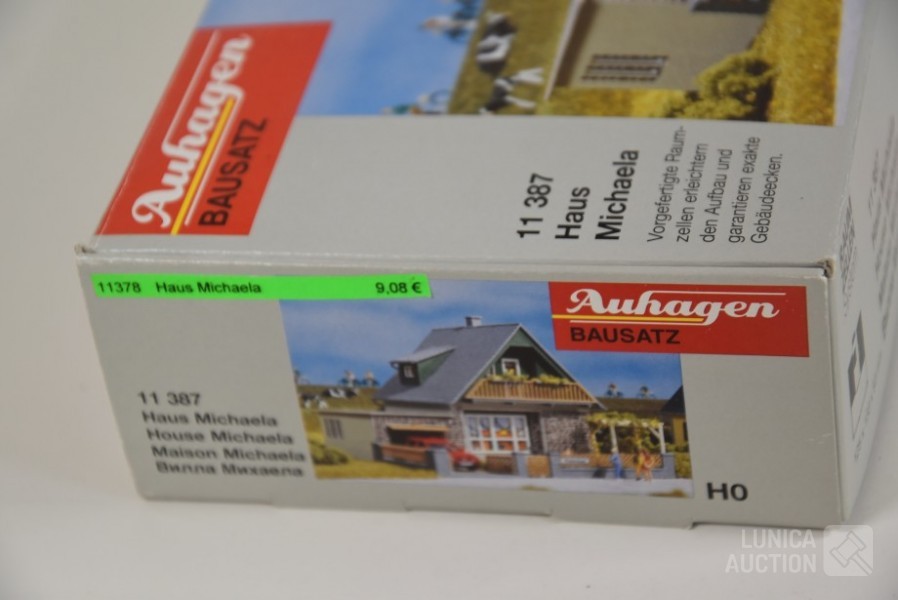 Auhagen
BAUSATZ
11 387
Haus
Michaela
Vorgefertigte Raum-
zellen erleichtern
den Aufbau und
garantieren exakte
Gebäudeecken.
11378 Haus Michaela 9,08 €
Auhagen
BAUSATZ
11 387
Haus Michaela
House Michaela
Maison Michaela
Вилла Михаела
H0
LUNICA
AUCTION